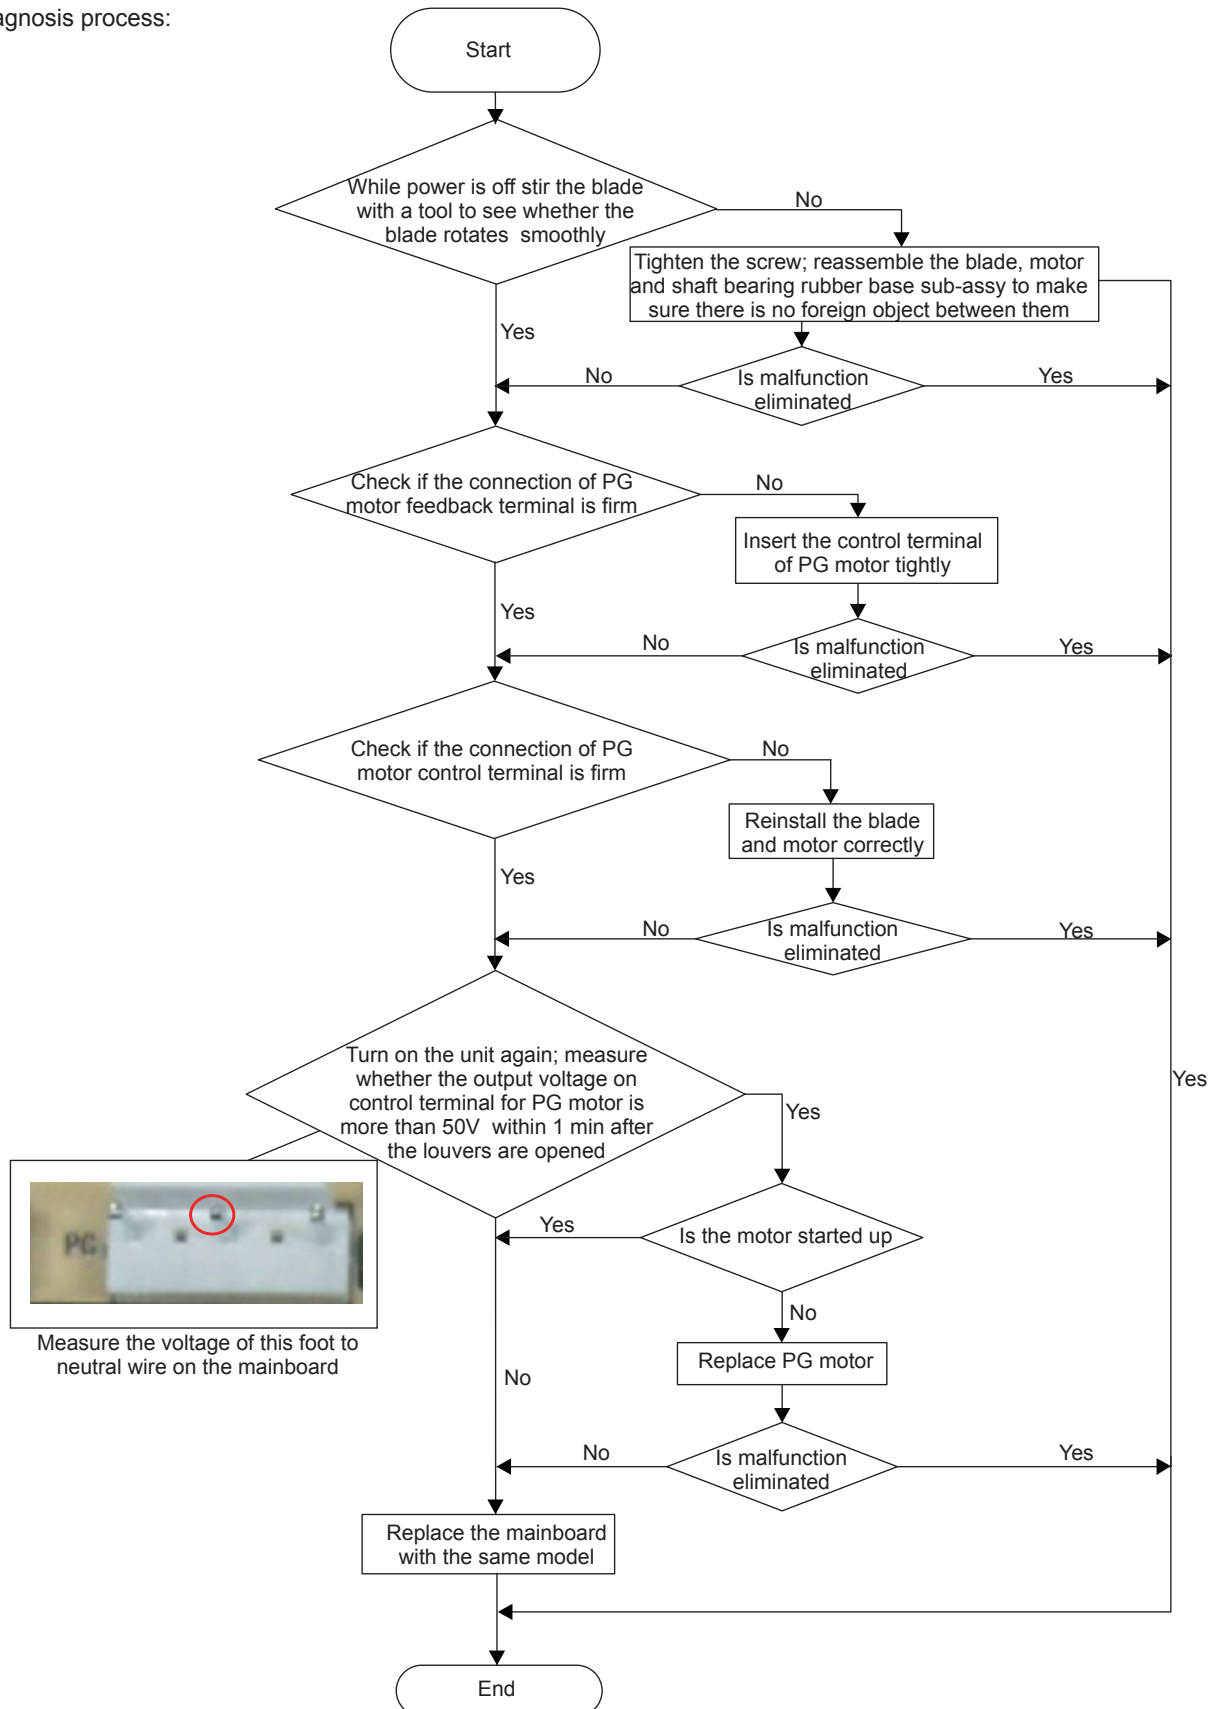 agnosis process:
Start
While power is off stir the blade
with a tool to see whether the
blade rotates smoothly
No
Tighten the screw; reassemble the blade, motor
and shaft bearing rubber base sub-assy to make
sure there is no foreign object between them
Yes
No
Is malfunction
eliminated
Yes
Check if the connection of PG
motor feedback terminal is firm
No
Insert the control terminal
of PG motor tightly
Yes
No
Is malfunction
eliminated
Yes
Check if the connection of PG
motor control terminal is firm
No
Reinstall the blade
and motor correctly
Yes
No
Is malfunction
eliminated
Yes
Turn on the unit again; measure
whether the output voltage on
control terminal for PG motor is
more than 50V within 1 min after
the louvers are opened
Yes
Yes
PG
Measure the voltage of this foot to
neutral wire on the mainboard
Yes
Is the motor started up
No
Replace PG motor
No
No
Is malfunction
eliminated
Yes
Replace the mainboard
with the same model
End